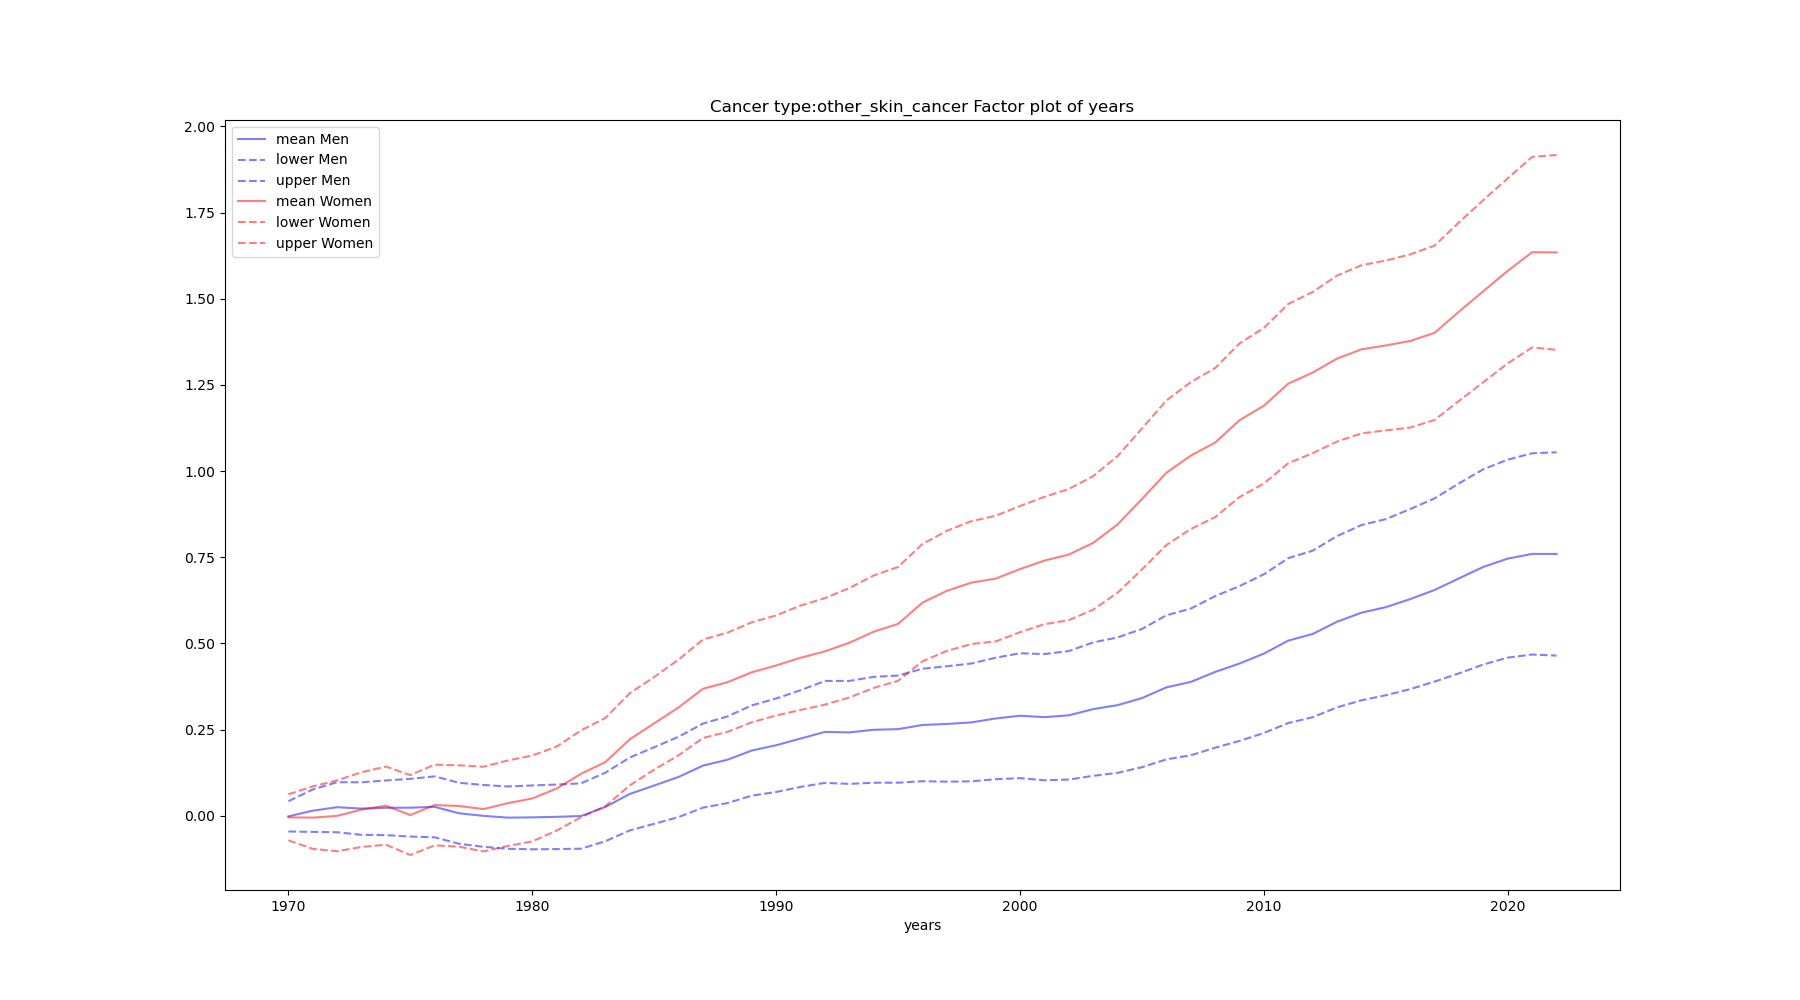 Cancer type:other_skin_cancer Factor plot of years
mean Men
lower Men
upper Men
mean Women
lower Women
upper Women
2.00
1.75
1.50
1.25
1.00
0.75
0.50
0.25
0.00
1970 1980 1990 2000 2010 2020
years